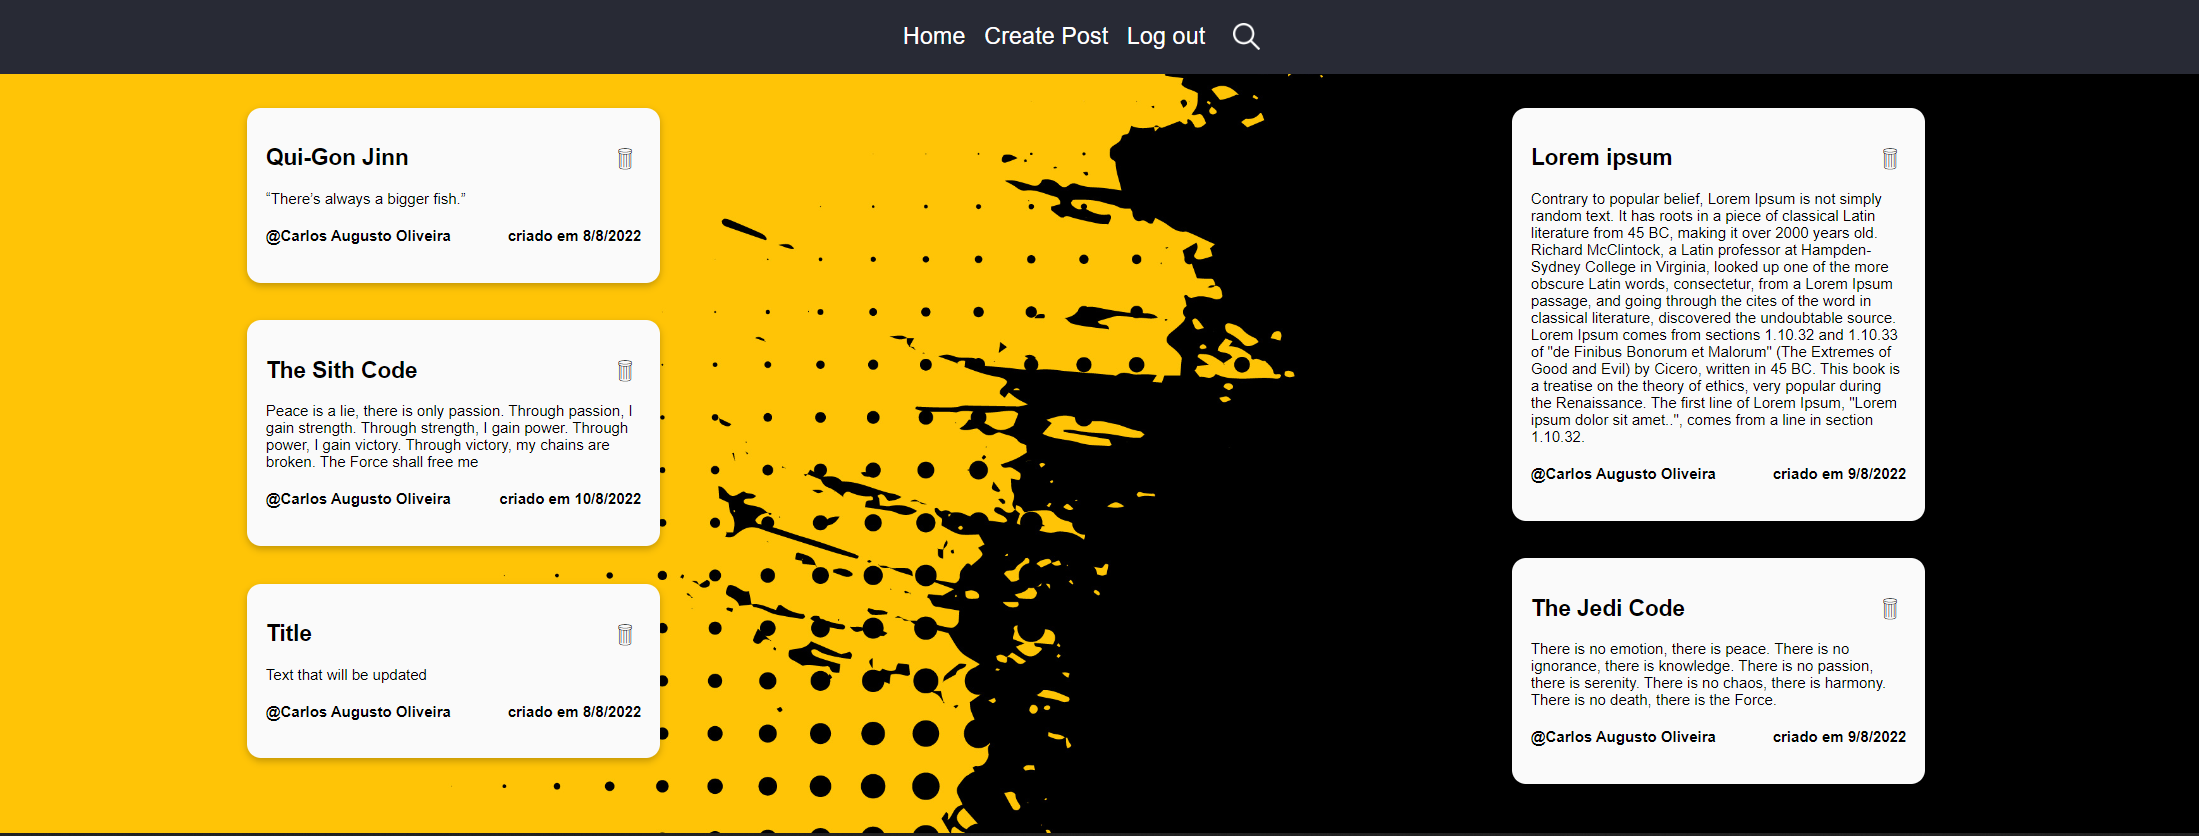 Home Create Post Log out
Qui-Gon Jinn
“There’s always a bigger fish.”
@Carlos Augusto Oliveira criado em 8/8/2022
The Sith Code
Peace is a lie, there is only passion. Through passion, I
gain strength. Through strength, I gain power. Through
power, I gain victory. Through victory, my chains are
broken. The Force shall free me
@Carlos Augusto Oliveira criado em 10/8/2022
Title
Text that will be updated
@Carlos Augusto Oliveira criado em 8/8/2022
Lorem ipsum
Contrary to popular belief, Lorem Ipsum is not simply
random text. It has roots in a piece of classical Latin
literature from 45 BC, making it over 2000 years old.
Richard McClintock, a Latin professor at Hampden-
Sydney College in Virginia, looked up one of the more
obscure Latin words, consectetur, from a Lorem Ipsum
passage, and going through the cites of the word in
classical literature, discovered the undoubtable source.
Lorem Ipsum comes from sections 1.10.32 and 1.10.33
of "de Finibus Bonorum et Malorum" (The Extremes of
Good and Evil) by Cicero, written in 45 BC. This book is
a treatise on the theory of ethics, very popular during
the Renaissance. The first line of Lorem Ipsum, "Lorem
ipsum dolor sit amet..", comes from a line in section
1.10.32.
@Carlos Augusto Oliveira criado em 9/8/2022
The Jedi Code
There is no emotion, there is peace. There is no
ignorance, there is knowledge. There is no passion,
there is serenity. There is no chaos, there is harmony.
There is no death, there is the Force.
@Carlos Augusto Oliveira criado em 9/8/2022